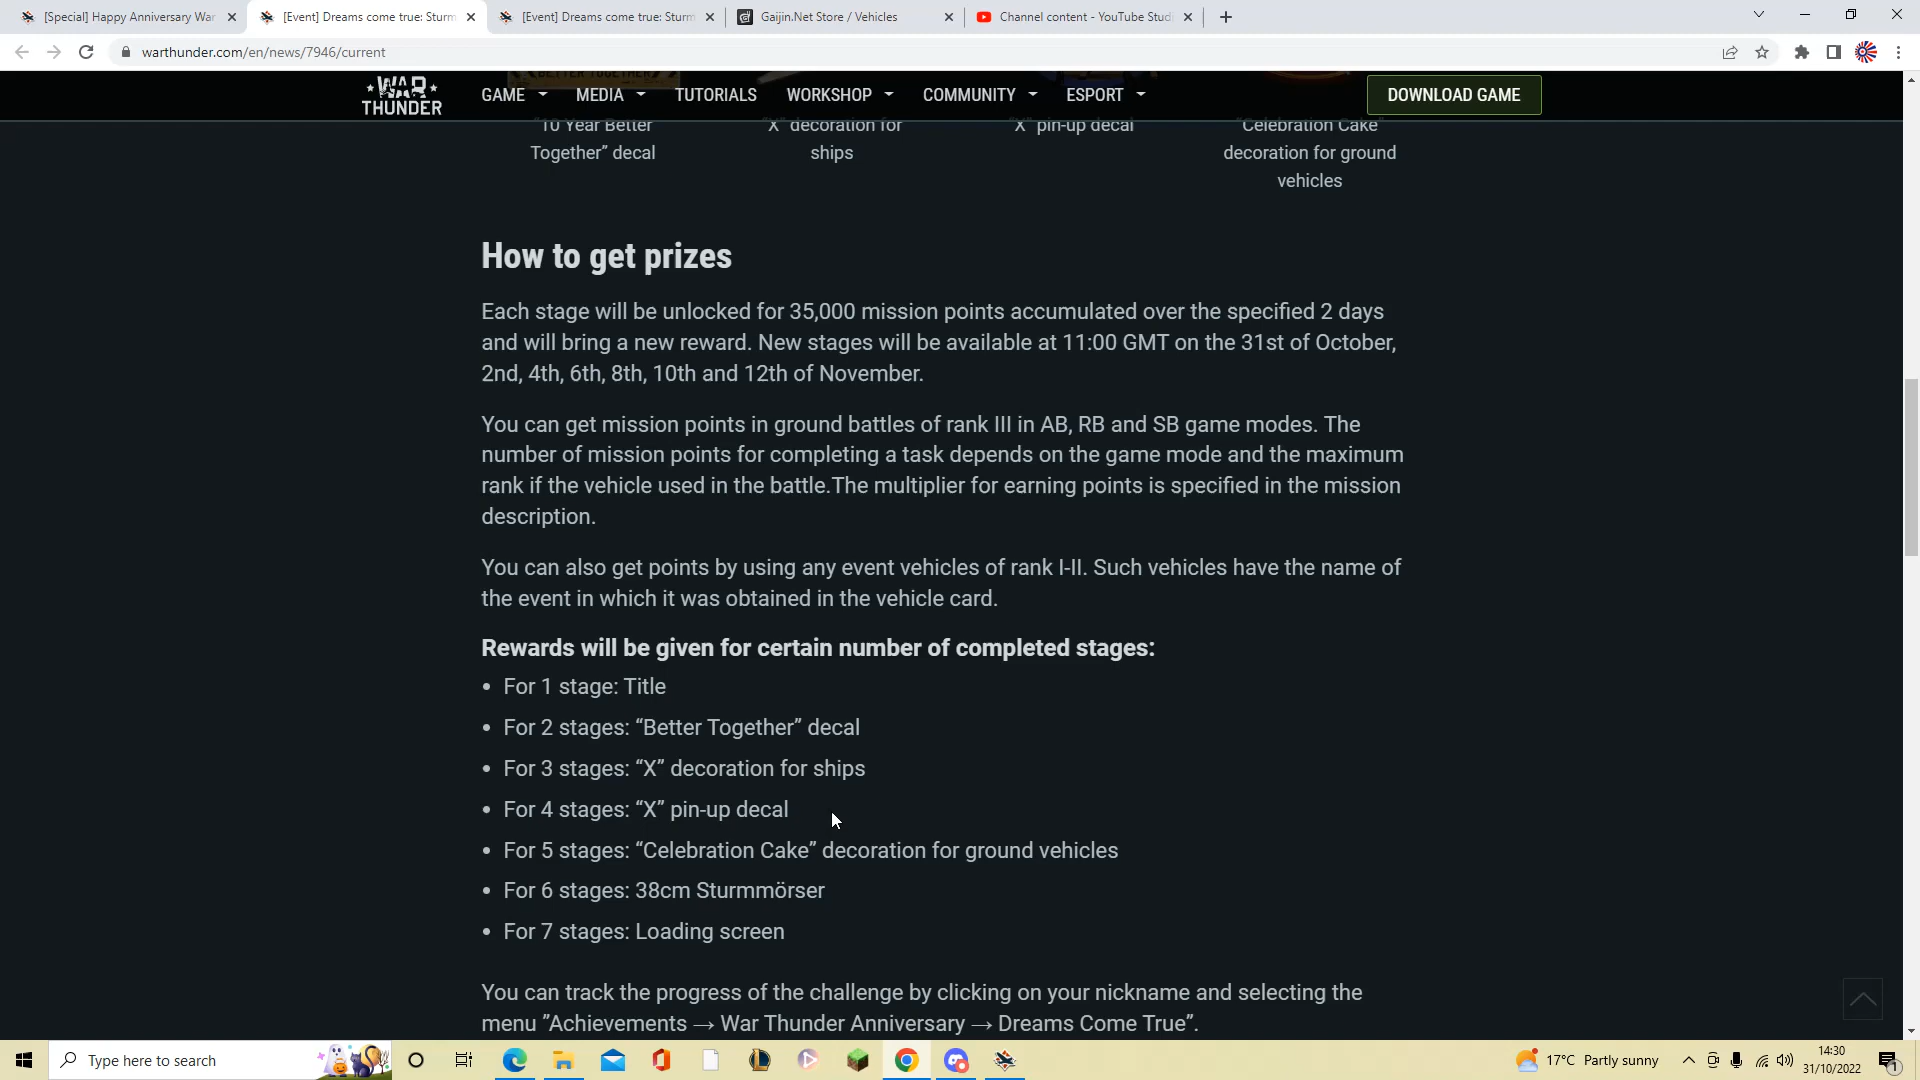 [Special] Happy Anniversary War
[Event] Dreams come true: Sturm
[Event] Dreams come true: Sturm
Gaijin.Net Store / Vehicles
Channel content - YouTube Stud
warthunder.com/en/news/7946/current
WAR THUNDER
GAME
MEDIA
TUTORIALS
WORKSHOP
COMMUNITY
ESPORT
DOWNLOAD GAME
BETTER TOGETHER
"10 Year Better
Together" decal
"X" decoration for
ships
"X" pin-up decal
"Celebration Cake"
decoration for ground
vehicles
How to get prizes
Each stage will be unlocked for 35,000 mission points accumulated over the specified 2 days
and will bring a new reward. New stages will be available at 11:00 GMT on the 31st of October,
2nd, 4th, 6th, 8th, 10th and 12th of November.
You can get mission points in ground battles of rank III in AB, RB and SB game modes. The
number of mission points for completing a task depends on the game mode and the maximum
rank if the vehicle used in the battle.The multiplier for earning points is specified in the mission
description.
You can also get points by using any event vehicles of rank I-II. Such vehicles have the name of
the event in which it was obtained in the vehicle card.
Rewards will be given for certain number of completed stages:
• For 1 stage: Title
• For 2 stages: “Better Together” decal
• For 3 stages: “X” decoration for ships
• For 4 stages: “X” pin-up decal
• For 5 stages: “Celebration Cake” decoration for ground vehicles
• For 6 stages: 38cm Sturmmörser
• For 7 stages: Loading screen
You can track the progress of the challenge by clicking on your nickname and selecting the
menu ”Achievements → War Thunder Anniversary → Dreams Come True”.
Type here to search
17°C Partly sunny
14:30
31/10/2022
1